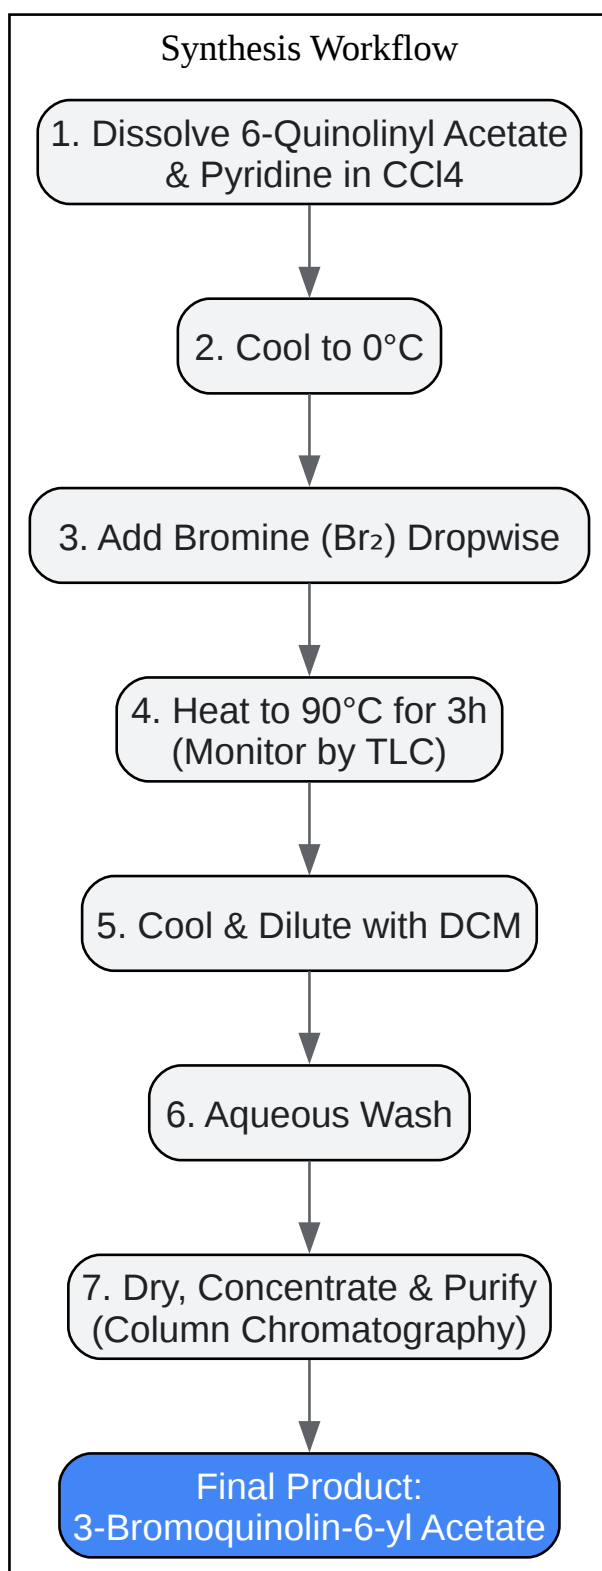 Synthesis Workflow
1. Dissolve 6-Quinolinyl Acetate
& Pyridine in CCl4
2. Cool to 0°C
3. Add Bromine (Br₂) Dropwise
4. Heat to 90°C for 3h
(Monitor by TLC)
5. Cool & Dilute with DCM
6. Aqueous Wash
7. Dry, Concentrate & Purify
(Column Chromatography)
Final Product:
3-Bromoquinolin-6-yl Acetate